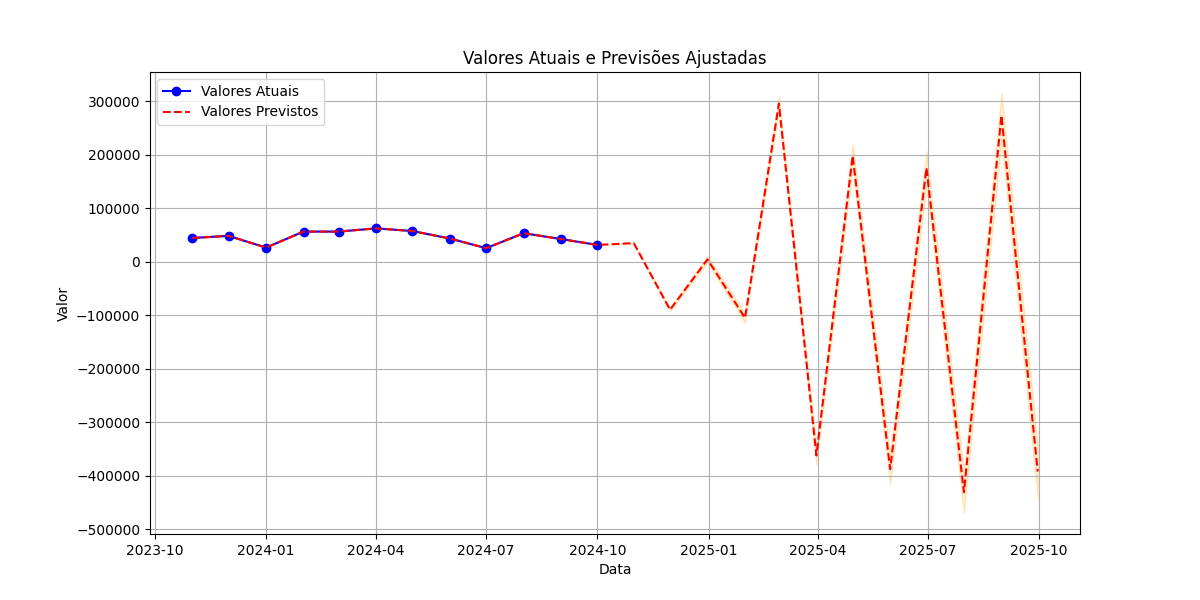 Valores Atuais e Previsões Ajustadas
Valores Atuais
Valores Previstos
300000
200000
100000
0
−100000
−200000
−300000
−400000
−500000
Valor
2023-10 2024-01 2024-04 2024-07 2024-10 2025-01 2025-04 2025-07 2025-10
Data